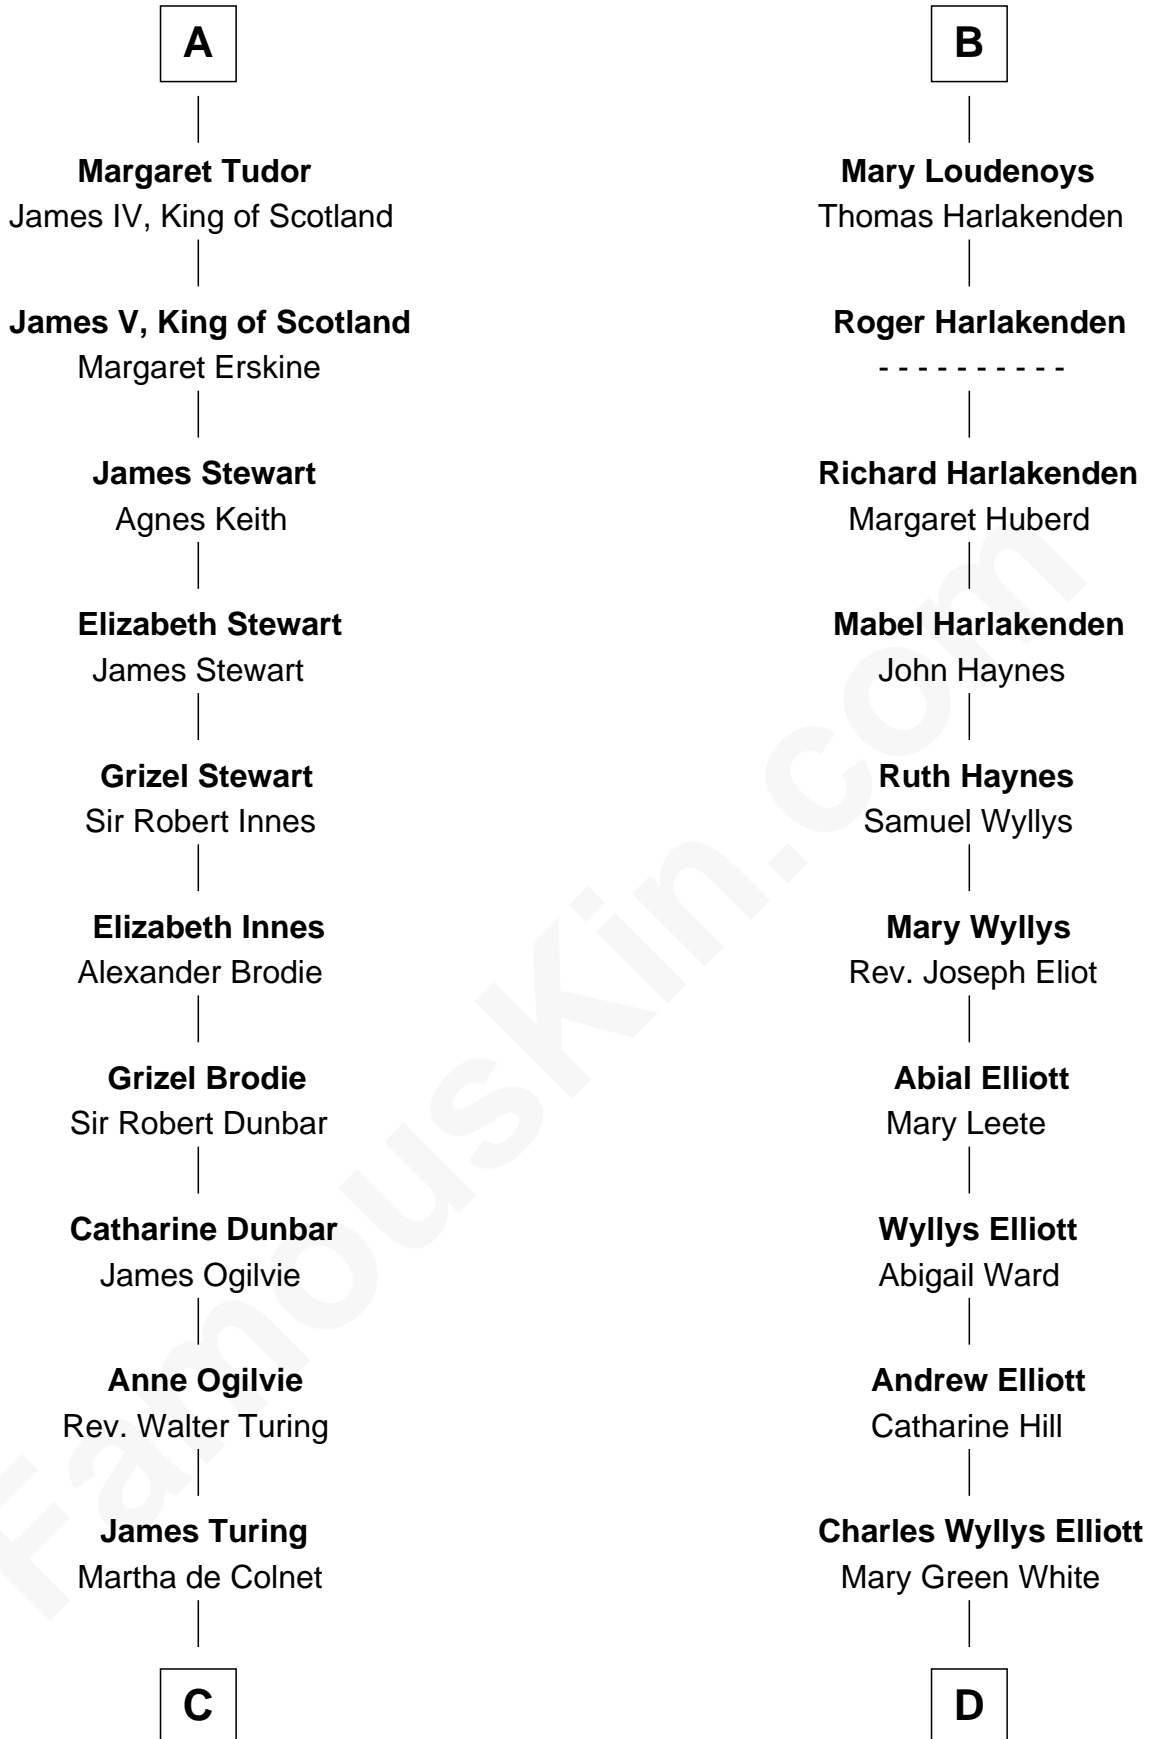 A
Margaret Tudor
James IV, King of Scotland
James V, King of Scotland
Margaret Erskine
James Stewart
Agnes Keith
Elizabeth Stewart
James Stewart
Grizel Stewart
Sir Robert Innes
Elizabeth Innes
Alexander Brodie
Grizel Brodie
Sir Robert Dunbar
Catharine Dunbar
James Ogilvie
Anne Ogilvie
Rev. Walter Turing
James Turing
Martha de Colnet
C
B
Mary Loudenoys
Thomas Harlakenden
Roger Harlakenden
- - - - - - - - - -
Richard Harlakenden
Margaret Huberd
Mabel Harlakenden
John Haynes
Ruth Haynes
Samuel Wyllys
Mary Wyllys
Rev. Joseph Eliot
Abial Elliott
Mary Leete
Wyllys Elliott
Abigail Ward
Andrew Elliott
Catharine Hill
Charles Wyllys Elliott
Mary Green White
D
FamousKin.com